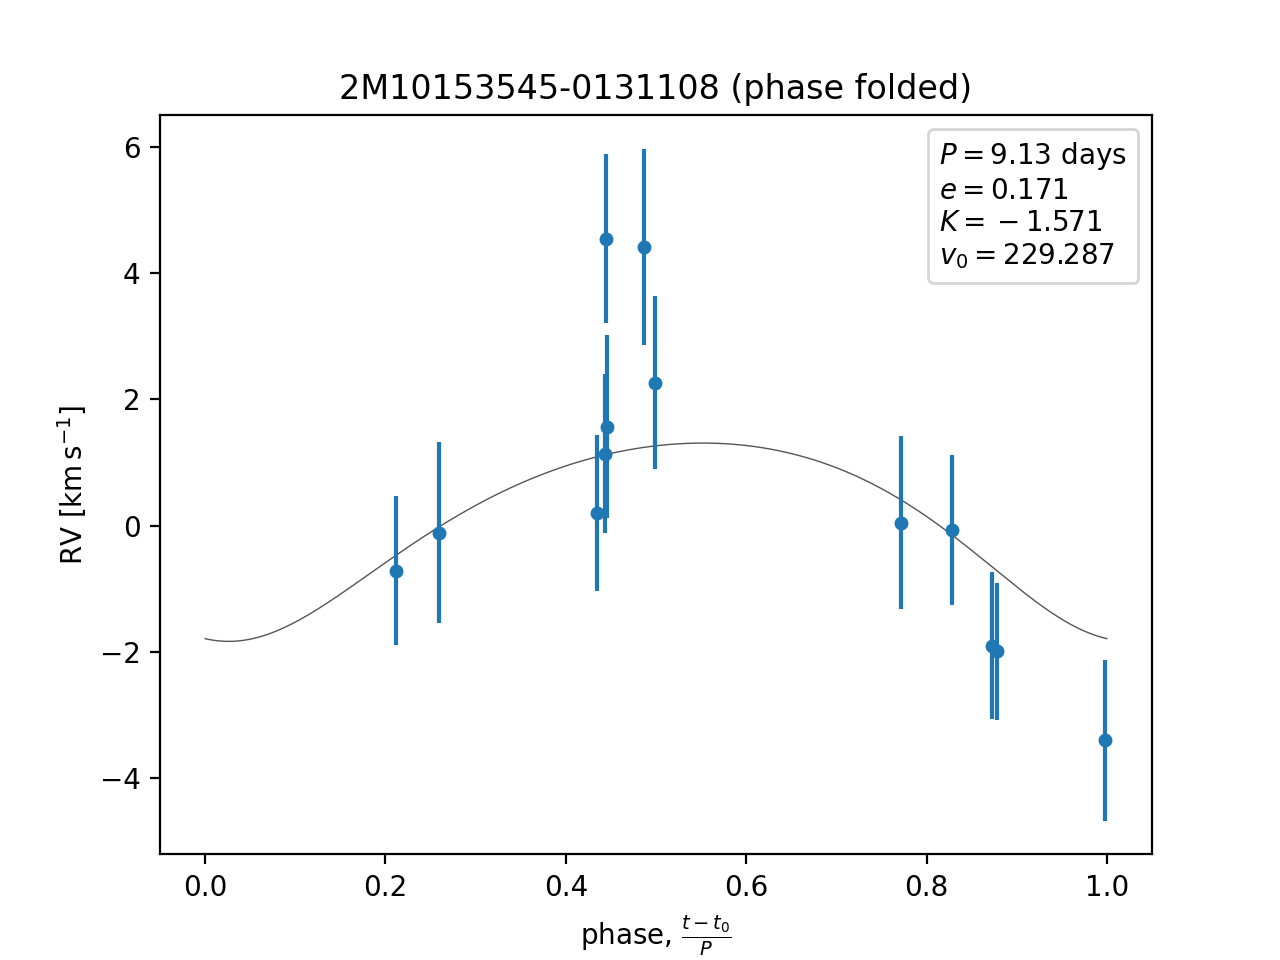 2M10153545-0131108 (phase folded)
P = 9.13 days
e = 0.171
K = −1.571
v₀ = 229.287
RV [km s⁻¹]
6
4
2
0
−2
−4
0.0 0.2 0.4 0.6 0.8 1.0
phase, (t − t₀)/P